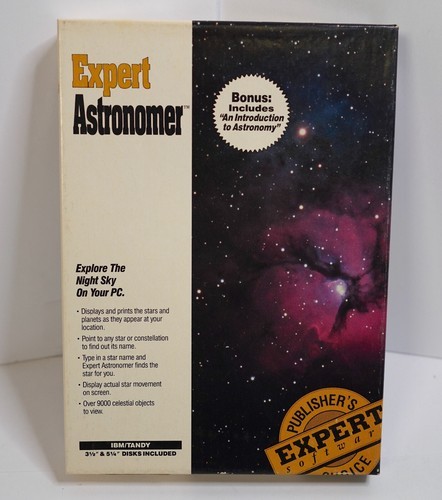 Expert
Astronomer™
Bonus:
Includes
"An Introduction
to Astronomy"
Explore The
Night Sky
On Your PC.
• Displays and prints the stars and
planets as they appear at your
location.
• Point to any star or constellation
to find out its name.
• Type in a star name and
Expert Astronomer finds the
star for you.
• Display actual star movement
on screen.
• Over 9000 celestial objects
to view.
IBM/TANDY
3½" & 5¼" DISKS INCLUDED
PUBLISHER'S
EXPERT
software
CHOICE